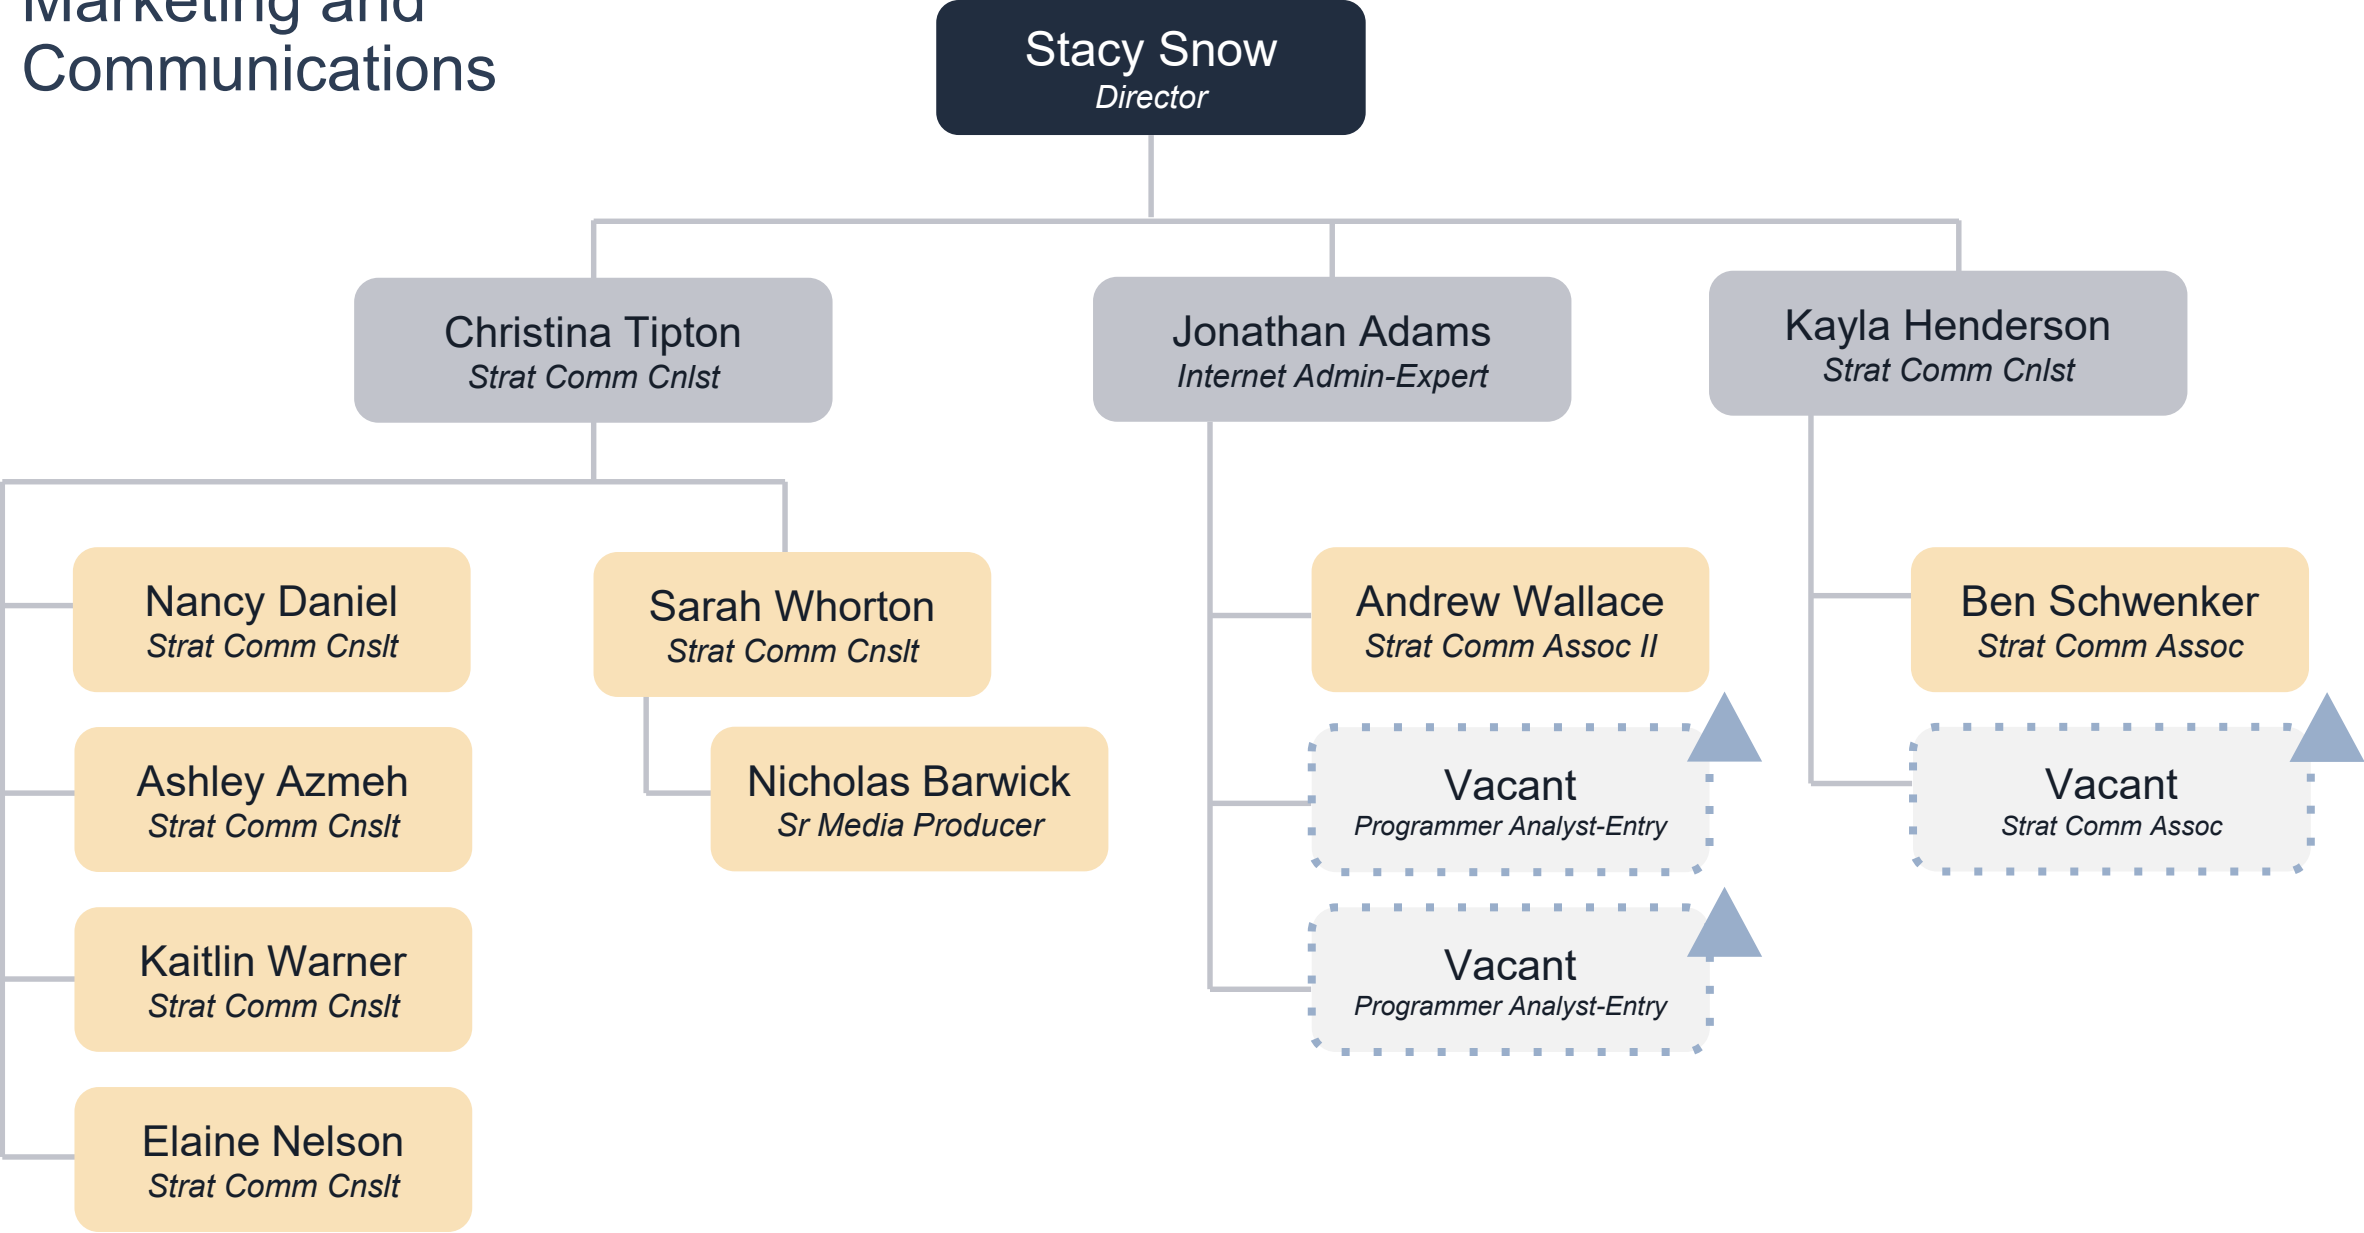 Marketing and
Communications
Stacy Snow
Director
Christina Tipton
Strat Comm Cnlst
Jonathan Adams
Internet Admin-Expert
Kayla Henderson
Strat Comm Cnlst
Nancy Daniel
Strat Comm Cnslt
Sarah Whorton
Strat Comm Cnslt
Andrew Wallace
Strat Comm Assoc II
Ben Schwenker
Strat Comm Assoc
Ashley Azmeh
Strat Comm Cnslt
Nicholas Barwick
Sr Media Producer
Vacant
Programmer Analyst-Entry
Vacant
Strat Comm Assoc
Kaitlin Warner
Strat Comm Cnslt
Vacant
Programmer Analyst-Entry
Elaine Nelson
Strat Comm Cnslt